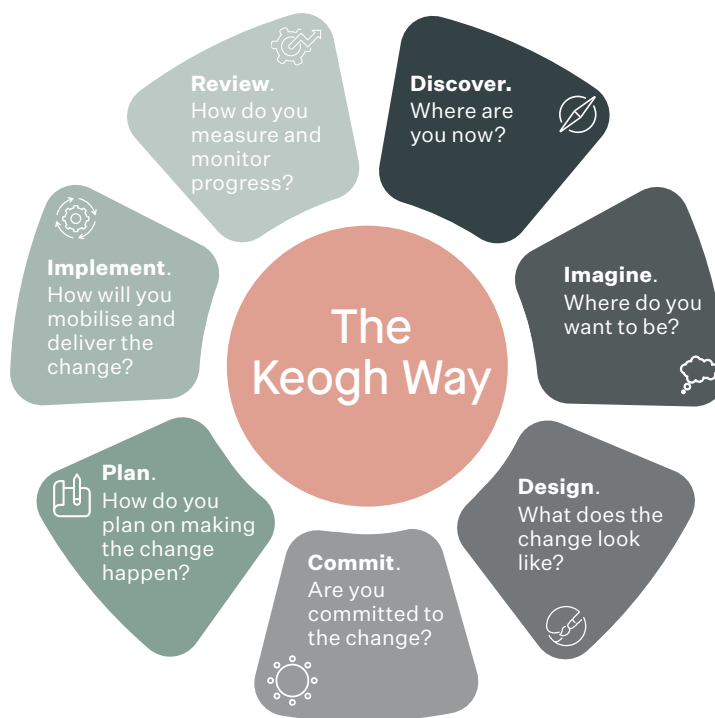 The
Keogh Way
Discover.
Where are
you now?
Imagine.
Where do you
want to be?
Design.
What does the
change look
like?
Commit.
Are you
committed to
the change?
Plan.
How do you
plan on making
the change
happen?
Implement.
How will you
mobilise and
deliver the
change?
Review.
How do you
measure and
monitor
progress?